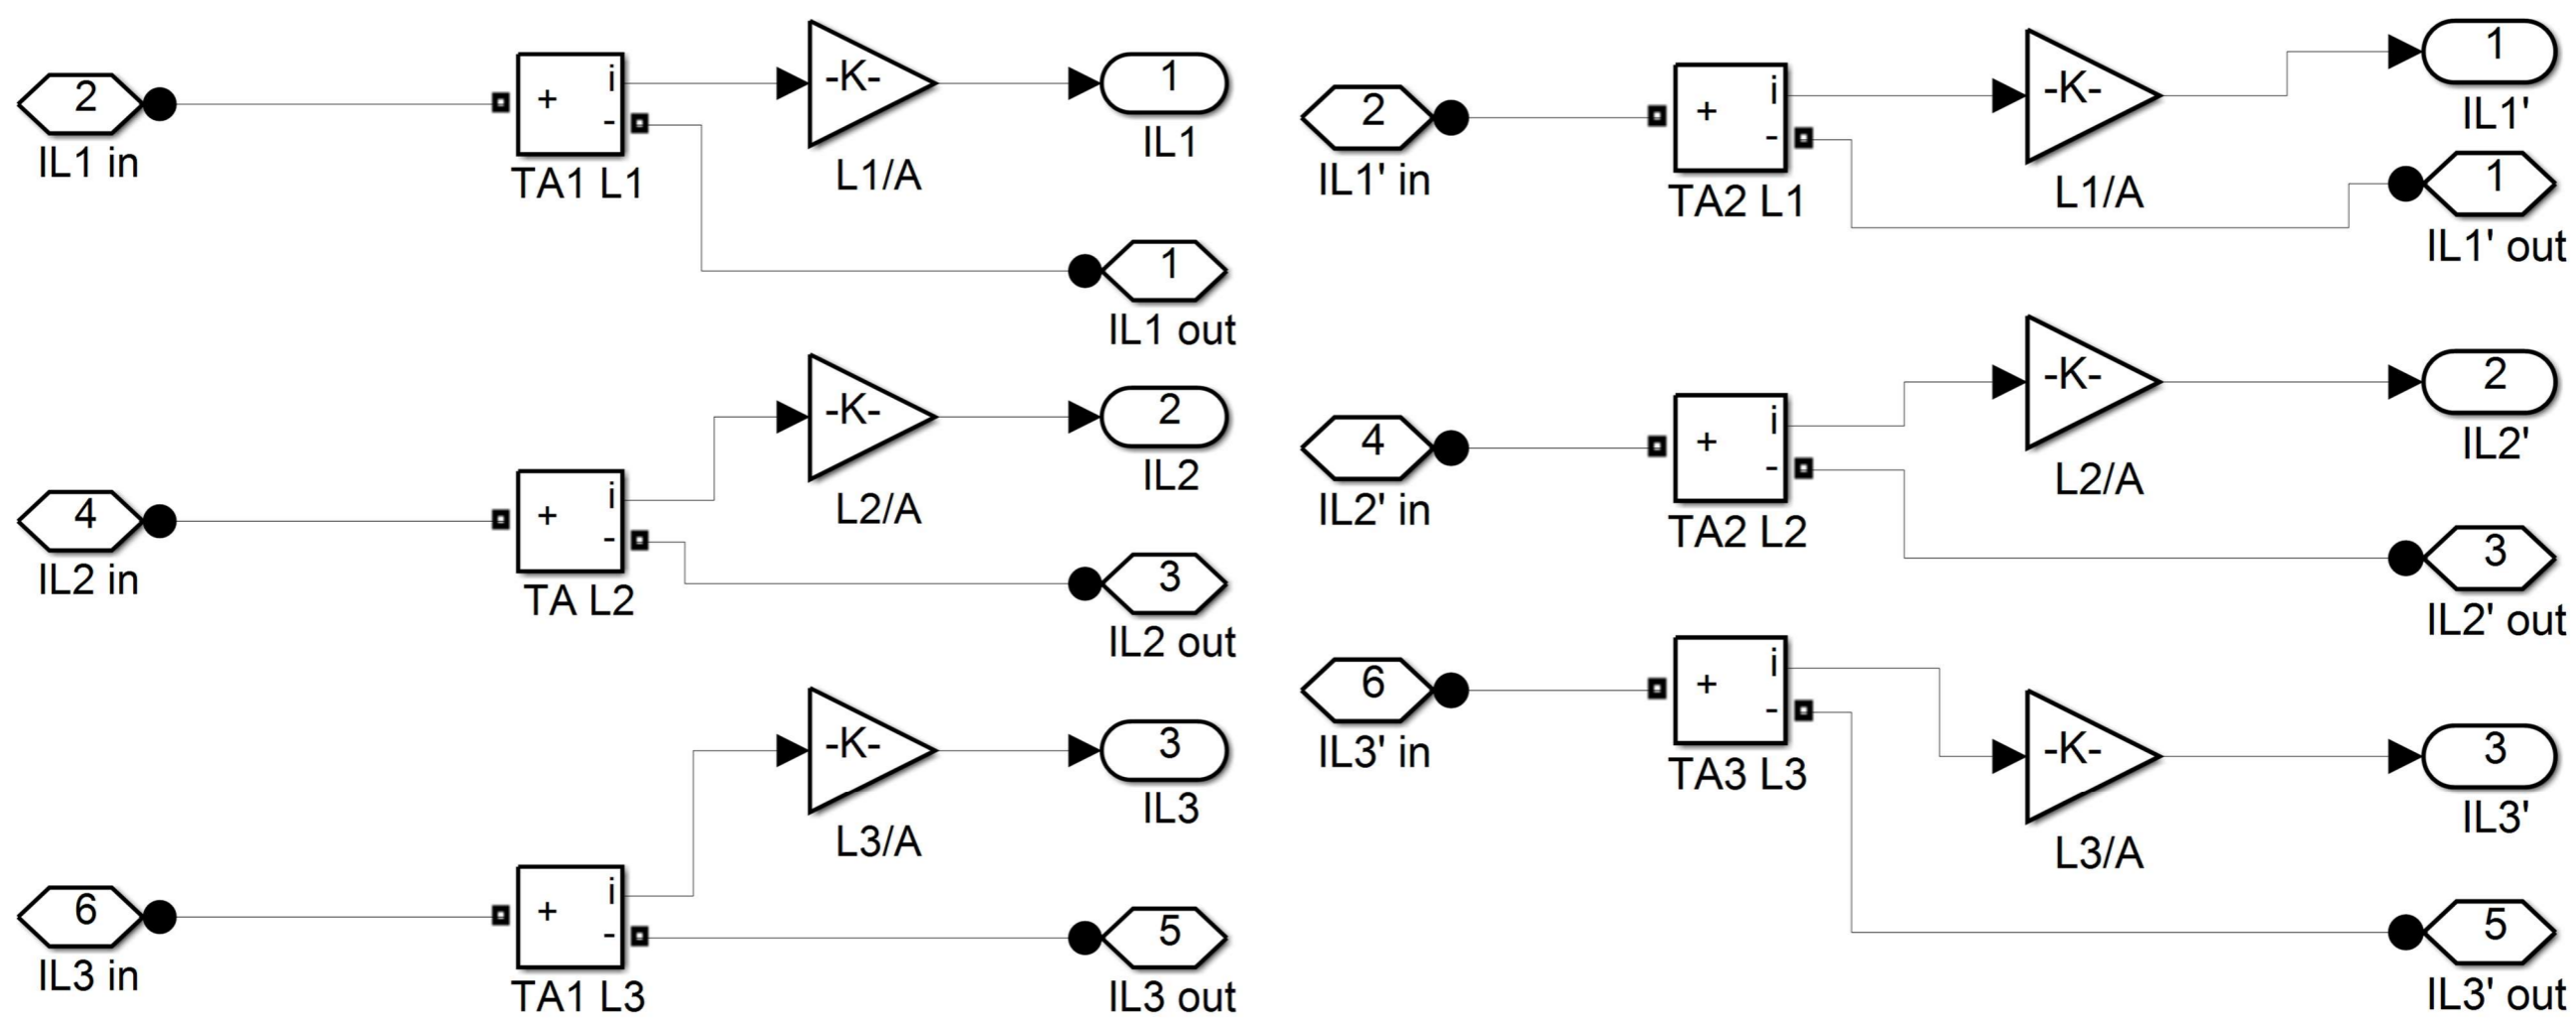 2
IL1 in
+
i
-
TA1 L1
-K-
L1/A
1
IL1
1
IL1 out
4
IL2 in
+
i
-
TA L2
-K-
L2/A
2
IL2
3
IL2 out
6
IL3 in
+
i
-
TA1 L3
-K-
L3/A
3
IL3
5
IL3 out
2
IL1' in
+
i
-
TA2 L1
-K-
L1/A
1
IL1'
1
IL1' out
4
IL2' in
+
i
-
TA2 L2
-K-
L2/A
2
IL2'
3
IL2' out
6
IL3' in
+
i
-
TA3 L3
-K-
L3/A
3
IL3'
5
IL3' out